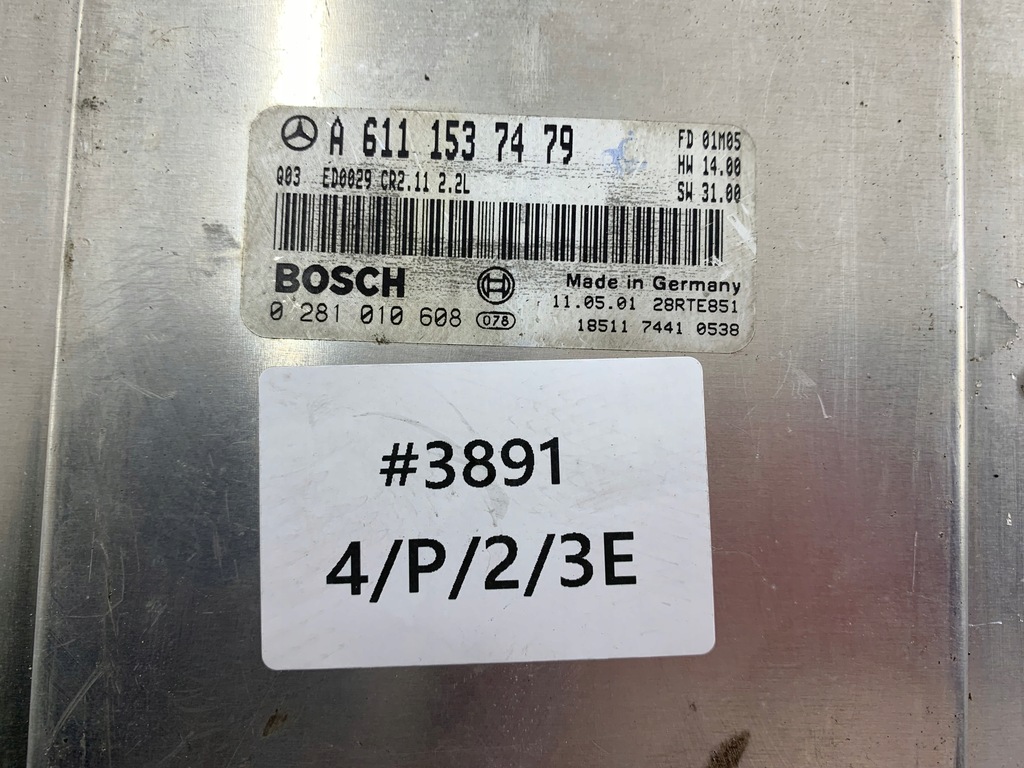 A 611 153 74 79
FD 01M05
HW 14.00
SW 31.00
Q03 ED0029 CR2.11 2.2L
BOSCH
Made in Germany
0 281 010 608 078
11.05.01 28RTE851
18511 7441 0538
#3891
4/P/2/3E